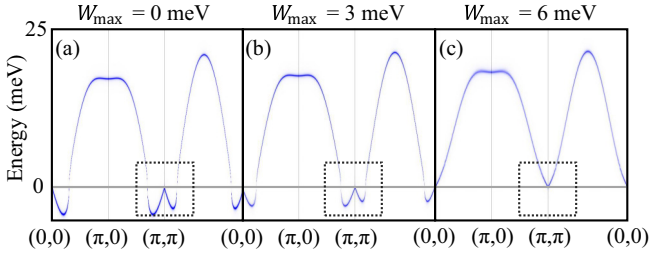 W_max = 0 meV W_max = 3 meV W_max = 6 meV
25
(a) (b) (c)
Energy (meV)
0
(0,0) (π,0) (π,π) (0,0) (π,0) (π,π) (0,0) (π,0) (π,π) (0,0)